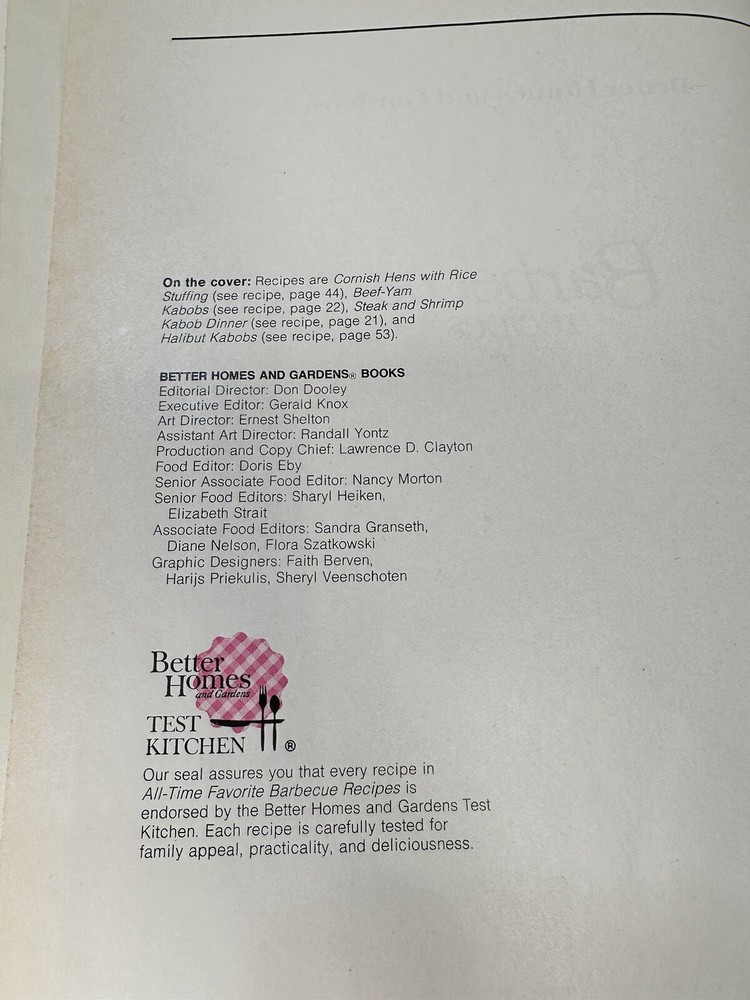 On the cover: Recipes are Cornish Hens with Rice
Stuffing (see recipe, page 44), Beef-Yam
Kabobs (see recipe, page 22), Steak and Shrimp
Kabob Dinner (see recipe, page 21), and
Halibut Kabobs (see recipe, page 53).
BETTER HOMES AND GARDENS® BOOKS
Editorial Director: Don Dooley
Executive Editor: Gerald Knox
Art Director: Ernest Shelton
Assistant Art Director: Randall Yontz
Production and Copy Chief: Lawrence D. Clayton
Food Editor: Doris Eby
Senior Associate Food Editor: Nancy Morton
Senior Food Editors: Sharyl Heiken,
Elizabeth Strait
Associate Food Editors: Sandra Granseth,
Diane Nelson, Flora Szatkowski
Graphic Designers: Faith Berven,
Harijs Priekulis, Sheryl Veenschoten
Better
Homes
and Gardens
TEST
KITCHEN ®
Our seal assures you that every recipe in
All-Time Favorite Barbecue Recipes is
endorsed by the Better Homes and Gardens Test
Kitchen. Each recipe is carefully tested for
family appeal, practicality, and deliciousness.